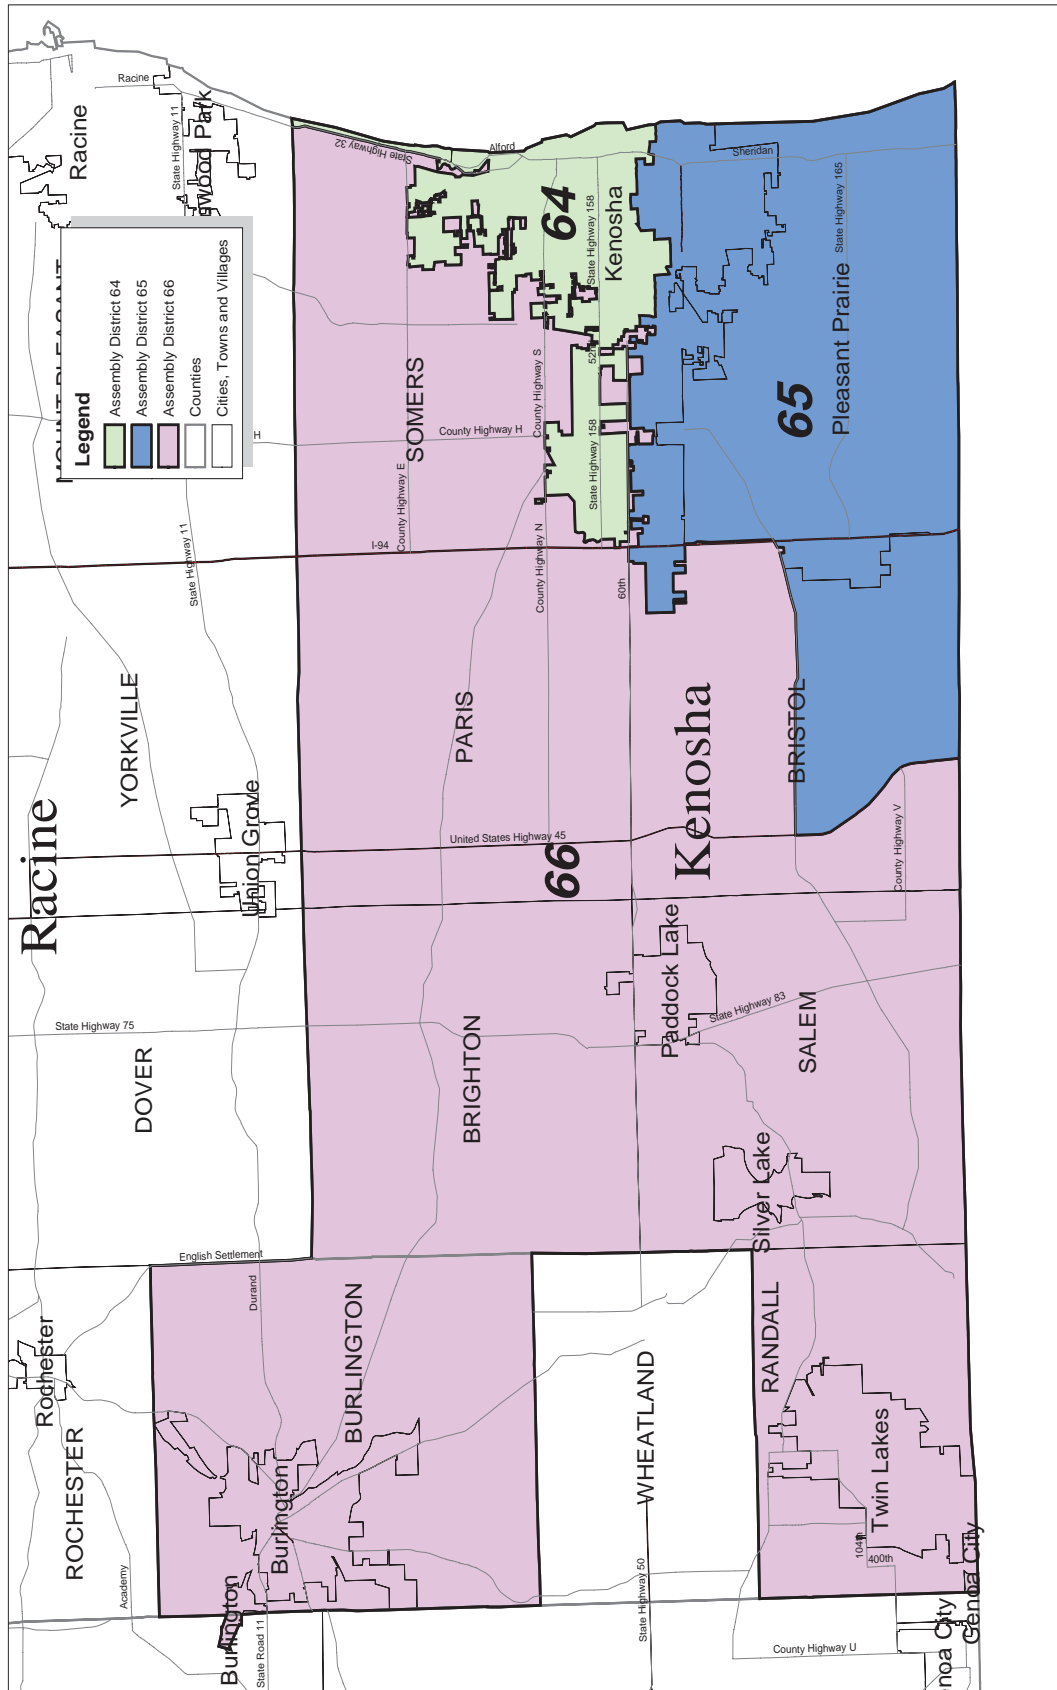 Racine
Racine
State Highway 11
wood Park
MOUNT PLEASANT
Legend
Assembly District 64
Assembly District 65
Assembly District 66
Counties
Cities, Towns and Villages
H
State Highway 32
Alford
Sheridan
64
State Highway 158
Kenosha
State Highway 165
Pleasant Prairie
65
SOMERS
County Highway S
County Highway H
County Highway E
State Highway 158
I-94
County Highway N
60th
State Highway 11
YORKVILLE
Racine
Union Grove
PARIS
United States Highway 45
66
Kenosha
BRISTOL
County Highway V
Paddock Lake
State Highway 83
SALEM
State Highway 75
DOVER
BRIGHTON
Silver Lake
English Settlement
Durand
BURLINGTON
Rochester
ROCHESTER
Burlington
Academy
Burlington
State Road 11
WHEATLAND
State Highway 50
RANDALL
Twin Lakes
104th
400th
Genoa City
noa City
County Highway U